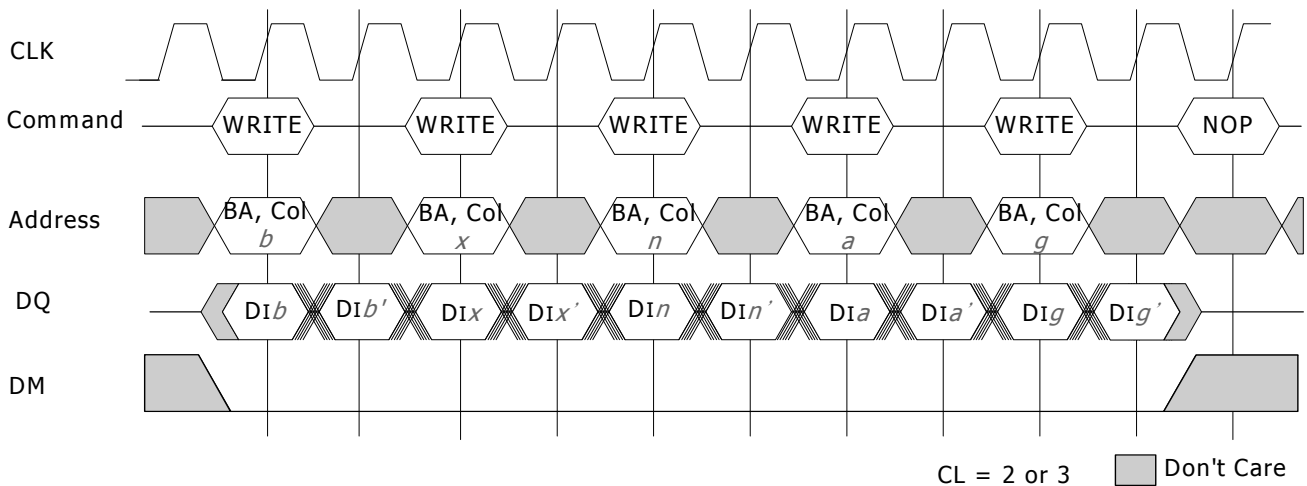 CLK
Command WRITE WRITE WRITE WRITE WRITE NOP
Address BA, Col BA, Col BA, Col BA, Col BA, Col
b x n a g
DQ DIb DIb' DIx DIx’ DIn DIn’ DIa DIa’ DIg DIg’
DM
CL = 2 or 3 Don't Care